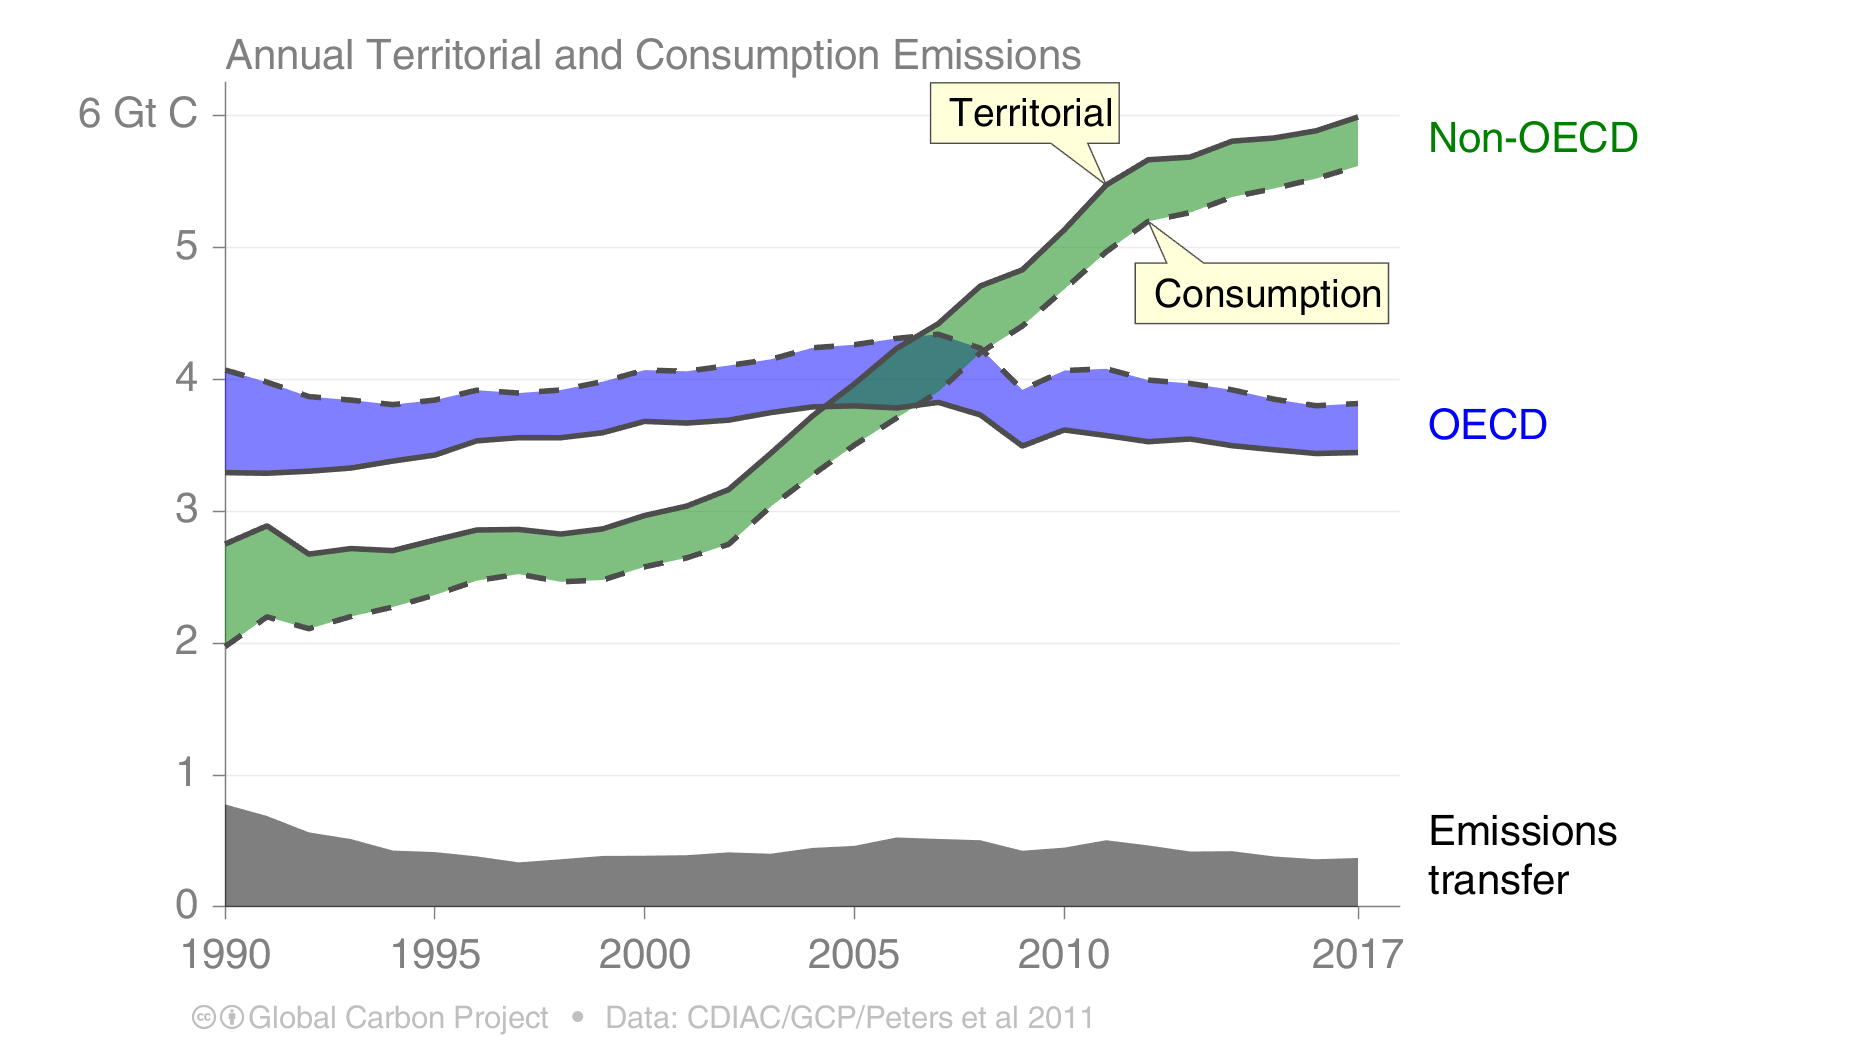 Annual Territorial and Consumption Emissions
6 Gt C
Territorial
Non-OECD
5
Consumption
4
OECD
3
2
1
Emissions
transfer
0
1990 1995 2000 2005 2010 2017
cc Global Carbon Project • Data: CDIAC/GCP/Peters et al 2011